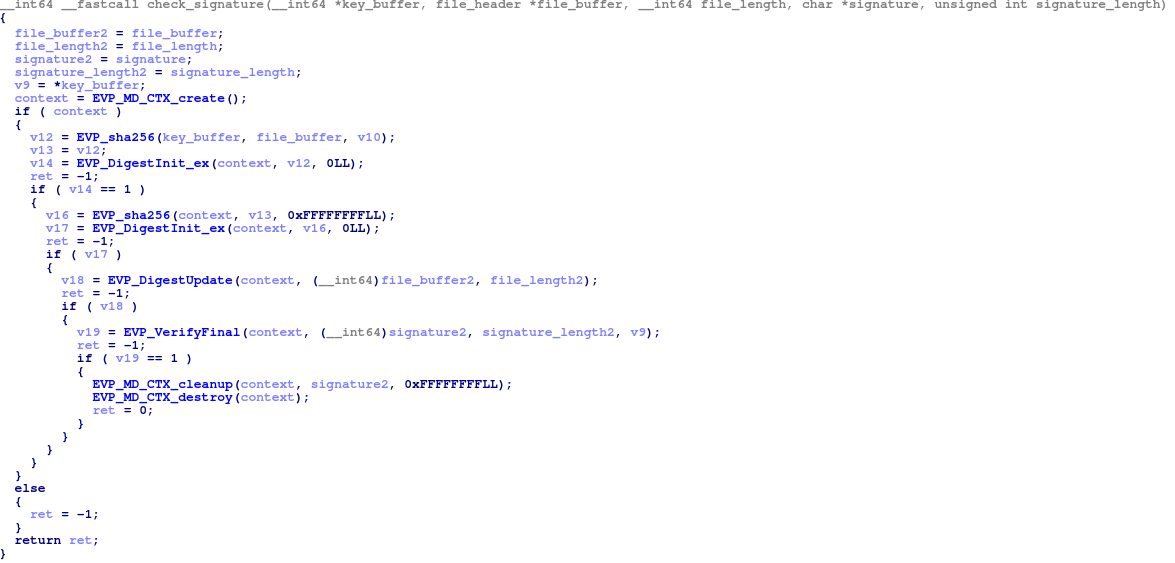 __int64 __fastcall check_signature(__int64 *key_buffer, file_header *file_buffer, __int64 file_length, char *signature, unsigned int signature_length)
{
  file_buffer2 = file_buffer;
  file_length2 = file_length;
  signature2 = signature;
  signature_length2 = signature_length;
  v9 = *key_buffer;
  context = EVP_MD_CTX_create();
  if ( context )
  {
    v12 = EVP_sha256(key_buffer, file_buffer, v10);
    v13 = v12;
    v14 = EVP_DigestInit_ex(context, v12, 0LL);
    ret = -1;
    if ( v14 == 1 )
    {
      v16 = EVP_sha256(context, v13, 0xFFFFFFFFLL);
      v17 = EVP_DigestInit_ex(context, v16, 0LL);
      ret = -1;
      if ( v17 )
      {
        v18 = EVP_DigestUpdate(context, (__int64)file_buffer2, file_length2);
        ret = -1;
        if ( v18 )
        {
          v19 = EVP_VerifyFinal(context, (__int64)signature2, signature_length2, v9);
          ret = -1;
          if ( v19 == 1 )
          {
            EVP_MD_CTX_cleanup(context, signature2, 0xFFFFFFFFLL);
            EVP_MD_CTX_destroy(context);
            ret = 0;
          }
        }
      }
    }
  }
  else
  {
    ret = -1;
  }
  return ret;
}